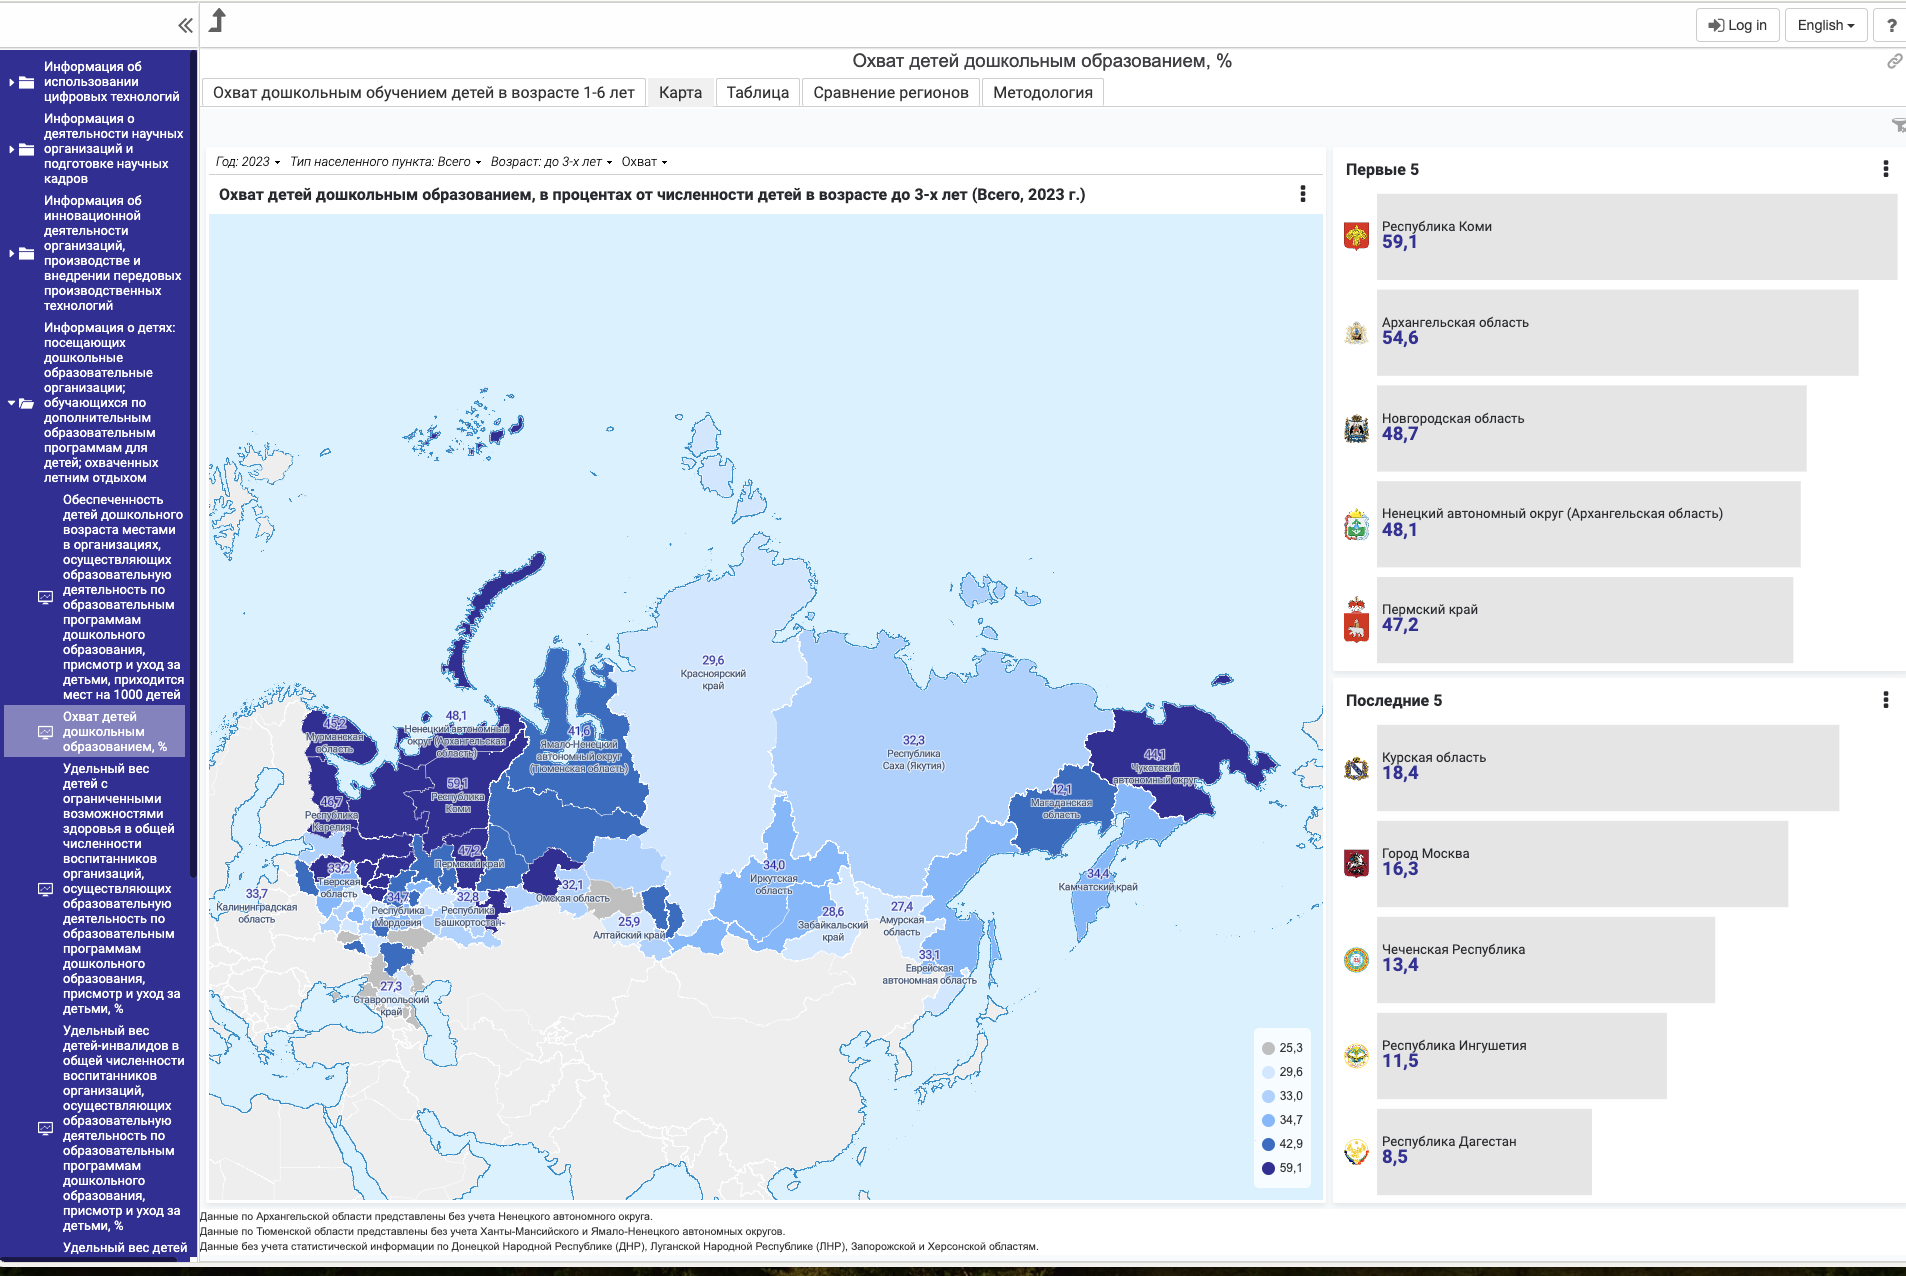 Log in
English
?
Охват детей дошкольным образованием, %
Охват дошкольным обучением детей в возрасте 1-6 лет
Карта
Таблица
Сравнение регионов
Методология
Информация об
использовании
цифровых технологий
Информация о
деятельности научных
организаций и
подготовке научных
кадров
Информация об
инновационной
деятельности
организаций,
производстве и
внедрении передовых
производственных
технологий
Информация о детях:
посещающих
дошкольные
образовательные
организации;
обучающихся по
дополнительным
образовательным
программам для
детей; охваченных
летним отдыхом
Обеспеченность
детей дошкольного
возраста местами
в организациях,
осуществляющих
образовательную
деятельность по
образовательным
программам
дошкольного
образования,
присмотр и уход за
детьми, приходится
мест на 1000 детей
Охват детей
дошкольным
образованием, %
Удельный вес
детей с
ограниченными
возможностями
здоровья в общей
численности
воспитанников
организаций,
осуществляющих
образовательную
деятельность по
образовательным
программам
дошкольного
образования,
присмотр и уход за
детьми, %
Удельный вес
детей-инвалидов в
общей численности
воспитанников
организаций,
осуществляющих
образовательную
деятельность по
образовательным
программам
дошкольного
образования,
присмотр и уход за
детьми, %
Удельный вес детей
Год: 2023 Тип населенного пункта: Всего Возраст: до 3-х лет Охват
Охват детей дошкольным образованием, в процентах от численности детей в возрасте до 3-х лет (Всего, 2023 г.)
29,6
Красноярский
край
48,1
Ненецкий автономный
округ (Архангельская
область)
45,2
Мурманская
область
41,6
Ямало-Ненецкий
автономный округ
(Тюменская область)
32,3
Республика
Саха (Якутия)
44,1
Чукотский
автономный округ
59,1
Республика
Коми
42,1
Магаданская
область
46,7
Республика
Карелия
47,2
Пермский край
33,2
Тверская
область
34,0
Иркутская
область
34,4
Камчатский край
33,7
Калининградская
область
34,7
Республика
Мордовия
32,8
Республика
Башкортостан
32,1
Омская область
25,9
Алтайский край
28,6
Забайкальский
край
27,4
Амурская
область
33,1
Еврейская
автономная область
27,3
Ставропольский
край
25,3
29,6
33,0
34,7
42,9
59,1
Первые 5
Республика Коми
59,1
Архангельская область
54,6
Новгородская область
48,7
Ненецкий автономный округ (Архангельская область)
48,1
Пермский край
47,2
Последние 5
Курская область
18,4
Город Москва
16,3
Чеченская Республика
13,4
Республика Ингушетия
11,5
Республика Дагестан
8,5
Данные по Архангельской области представлены без учета Ненецкого автономного округа.
Данные по Тюменской области представлены без учета Ханты-Мансийского и Ямало-Ненецкого автономных округов.
Данные без учета статистической информации по Донецкой Народной Республике (ДНР), Луганской Народной Республике (ЛНР), Запорожской и Херсонской областям.